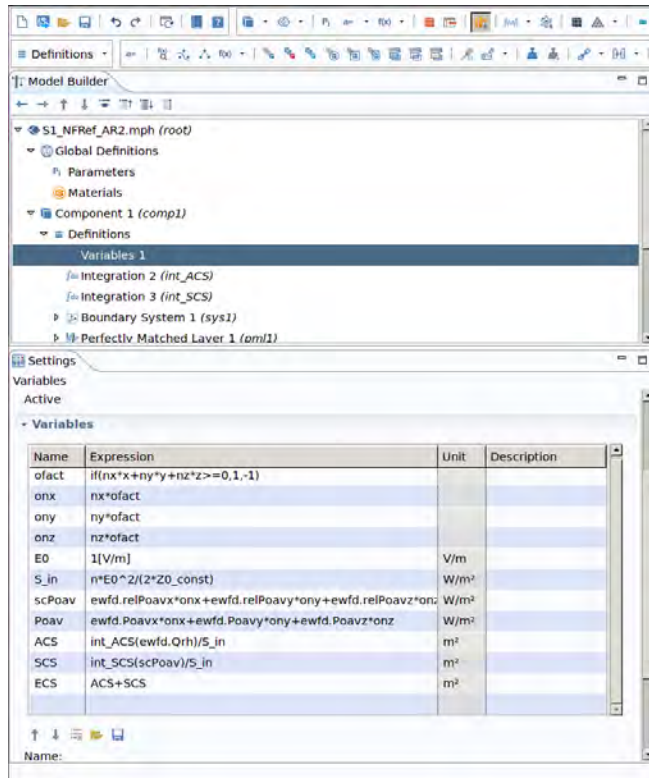 Definitions
Model Builder
S1_NFRef_AR2.mph (root)
Global Definitions
Pi Parameters
Materials
Component 1 (comp1)
Definitions
Variables 1
Integration 2 (int_ACS)
Integration 3 (int_SCS)
Boundary System 1 (sys1)
Perfectly Matched Layer 1 (pml1)
Settings
Variables
Active
Variables
Name Expression Unit Description
ofact if(nx*x+ny*y+nz*z>=0,1,-1)
onx nx*ofact
ony ny*ofact
onz nz*ofact
E0 1[V/m] V/m
S_in n*E0^2/(2*Z0_const) W/m²
scPoav ewfd.relPoavx*onx+ewfd.relPoavy*ony+ewfd.relPoavz*onz W/m²
Poav ewfd.Poavx*onx+ewfd.Poavy*ony+ewfd.Poavz*onz W/m²
ACS int_ACS(ewfd.Qrh)/S_in m²
SCS int_SCS(scPoav)/S_in m²
ECS ACS+SCS m²
Name: